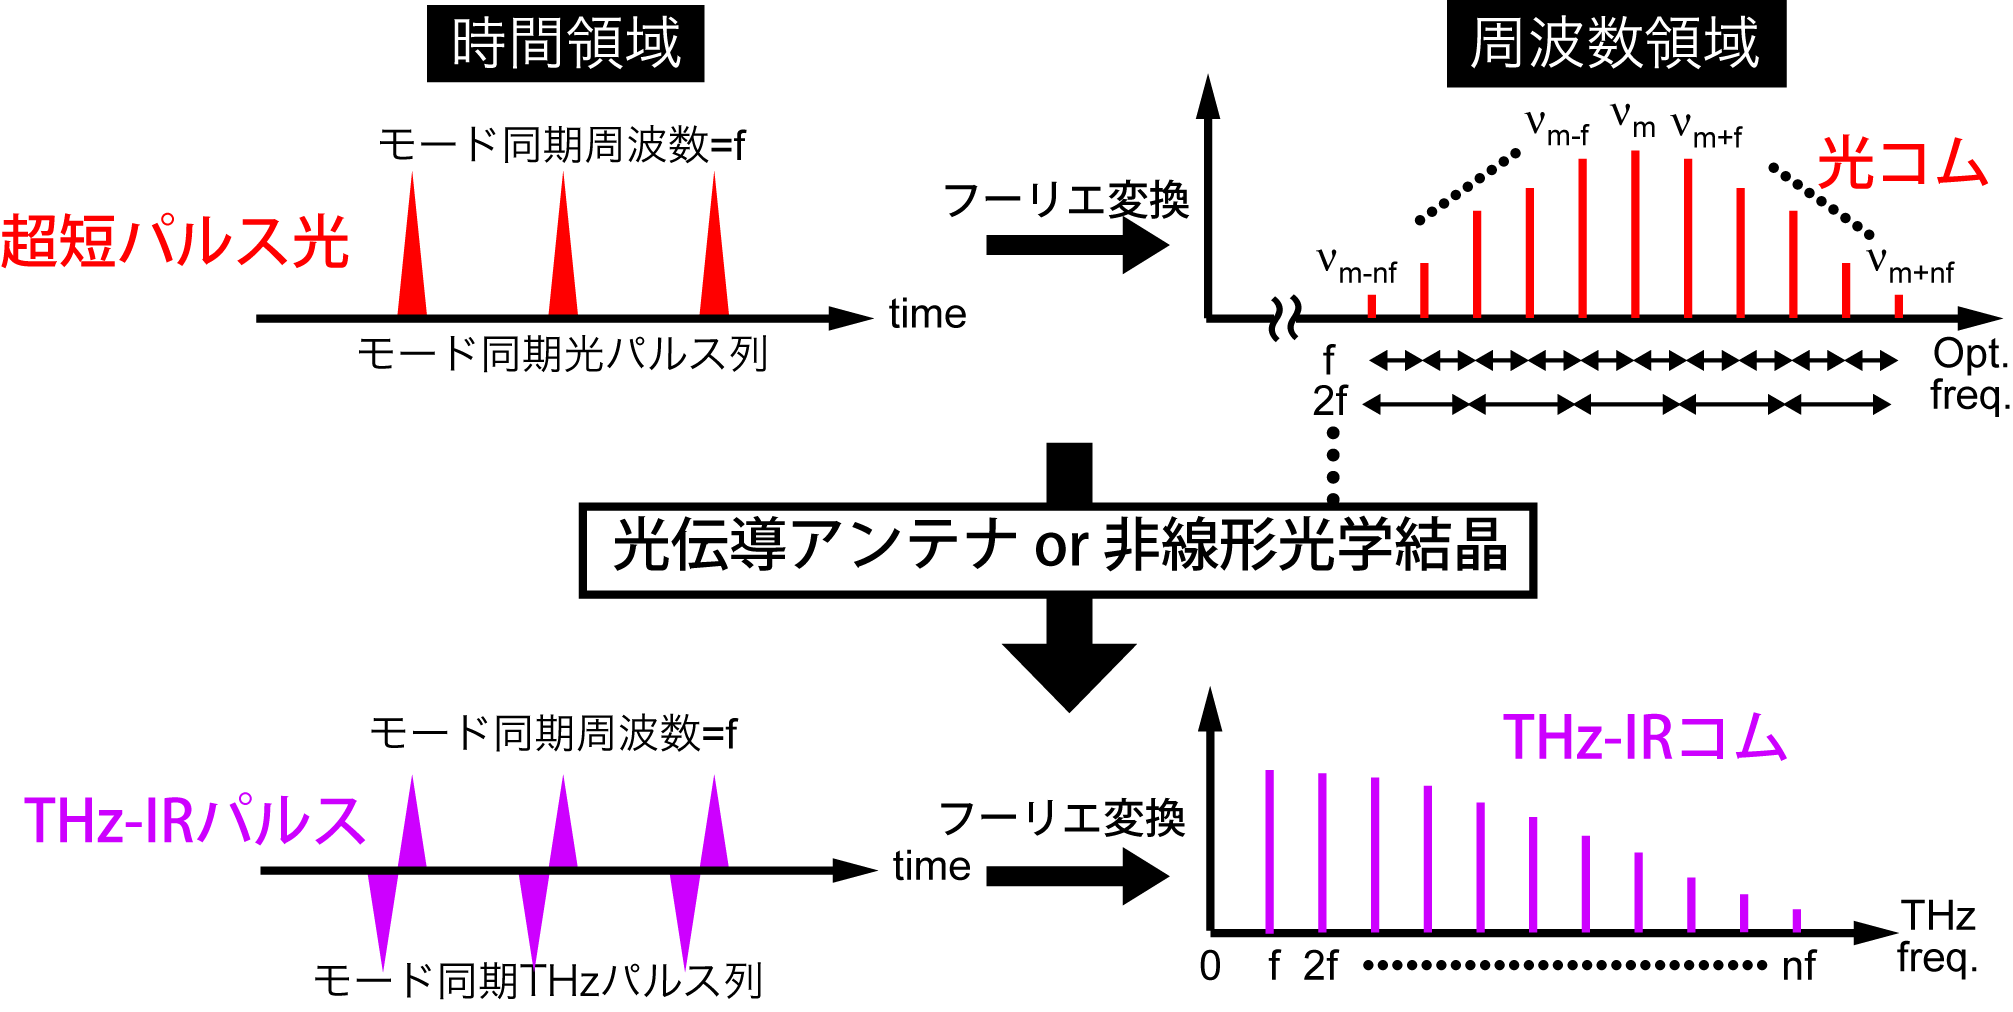 時間領域
周波数領域
モード同期周波数=f
超短パルス光
time
モード同期光パルス列
フーリエ変換
νm-f
νm
νm+f
光コム
νm-nf
νm+nf
Opt.
freq.
f
2f
光伝導アンテナ or 非線形光学結晶
モード同期周波数=f
THz-IRパルス
time
モード同期THzパルス列
フーリエ変換
THz-IRコム
THz
freq.
0 f 2f nf